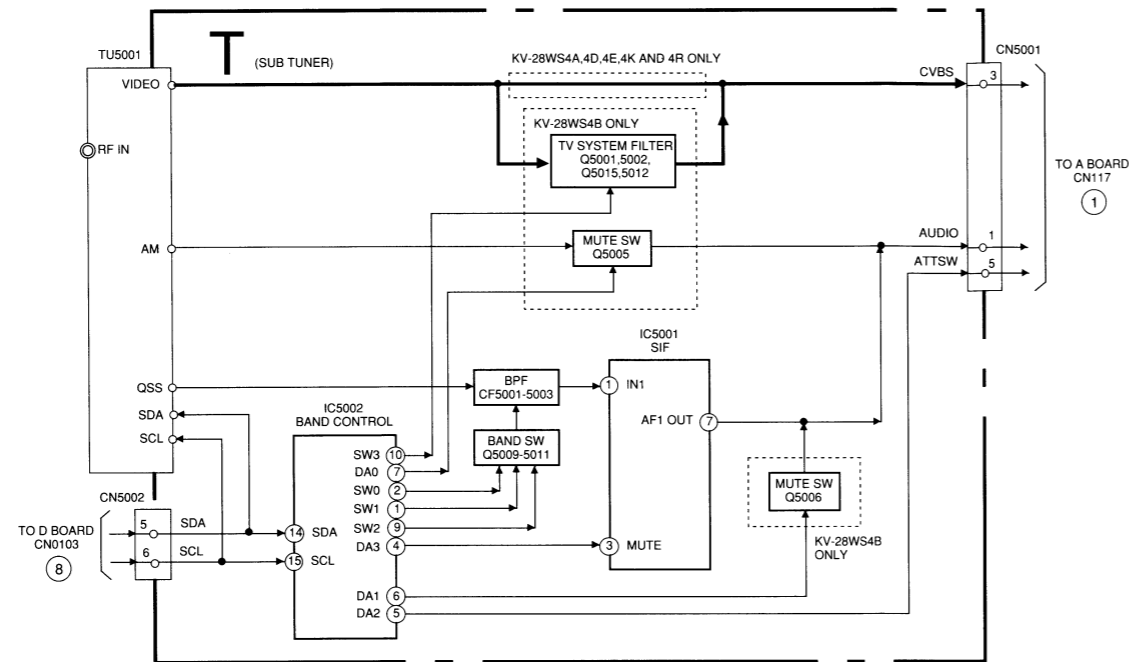 TU5001
T (SUB TUNER)
KV-28WS4A,4D,4E,4K AND 4R ONLY
CN5001
VIDEO
CVBS
3
KV-28WS4B ONLY
RF IN
TV SYSTEM FILTER
Q5001,5002,
Q5015,5012
TO A BOARD
CN117
1
AM
MUTE SW
Q5005
AUDIO
1
ATTSW
5
IC5001
SIF
QSS
BPF
CF5001-5003
1
IN1
SDA
SCL
IC5002
BAND CONTROL
AF1 OUT
7
BAND SW
Q5009-5011
SW3
10
DA0
7
SW0
2
SW1
1
SW2
9
DA3
4
3
MUTE
MUTE SW
Q5006
KV-28WS4B
ONLY
CN5002
TO D BOARD
CN0103
8
5
SDA
14
SDA
6
SCL
15
SCL
DA1
6
DA2
5